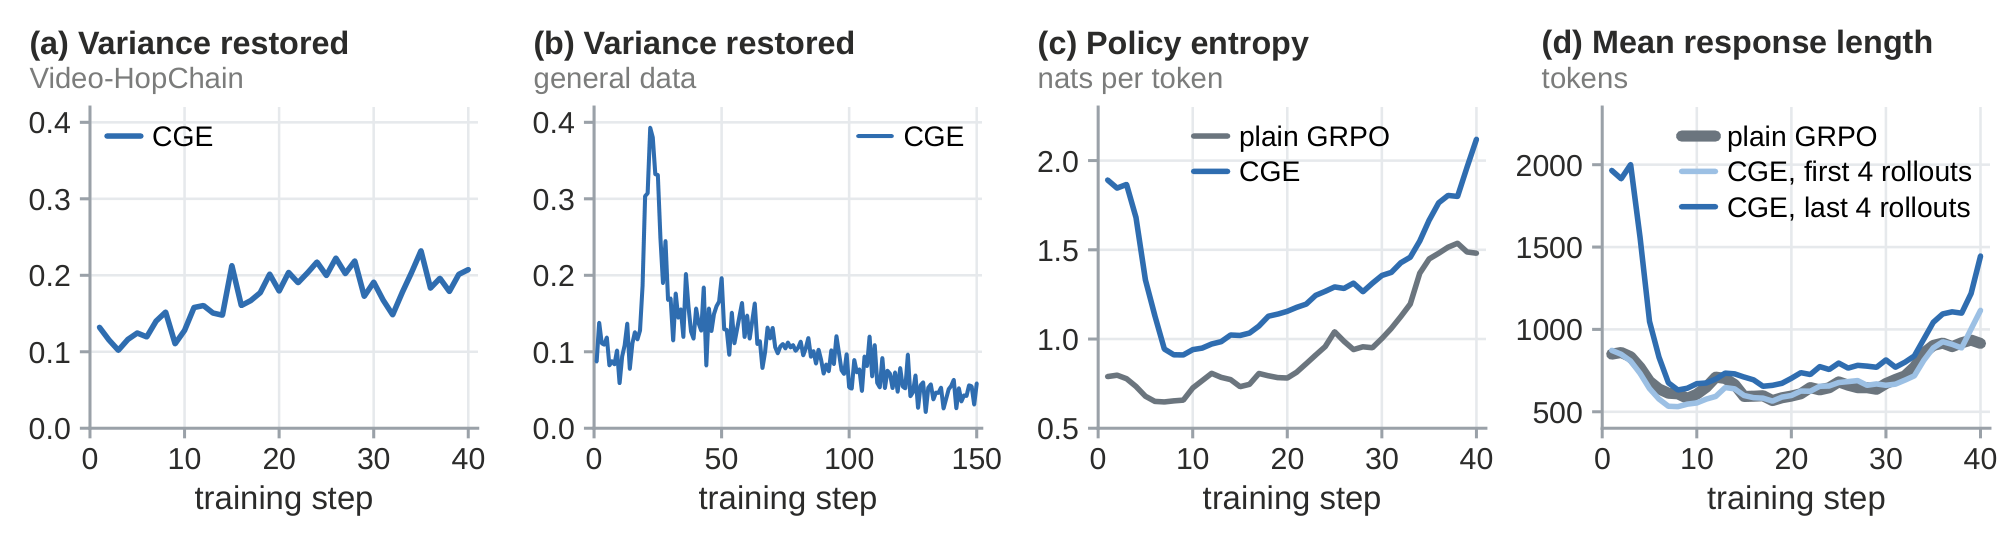 (a) Variance restored
Video-HopChain
0.4
0.3
0.2
0.1
0.0
CGE
0 10 20 30 40
training step
(b) Variance restored
general data
0.4
0.3
0.2
0.1
0.0
CGE
0 50 100 150
training step
(c) Policy entropy
nats per token
2.0
1.5
1.0
0.5
plain GRPO
CGE
0 10 20 30 40
training step
(d) Mean response length
tokens
2000
1500
1000
500
plain GRPO
CGE, first 4 rollouts
CGE, last 4 rollouts
0 10 20 30 40
training step